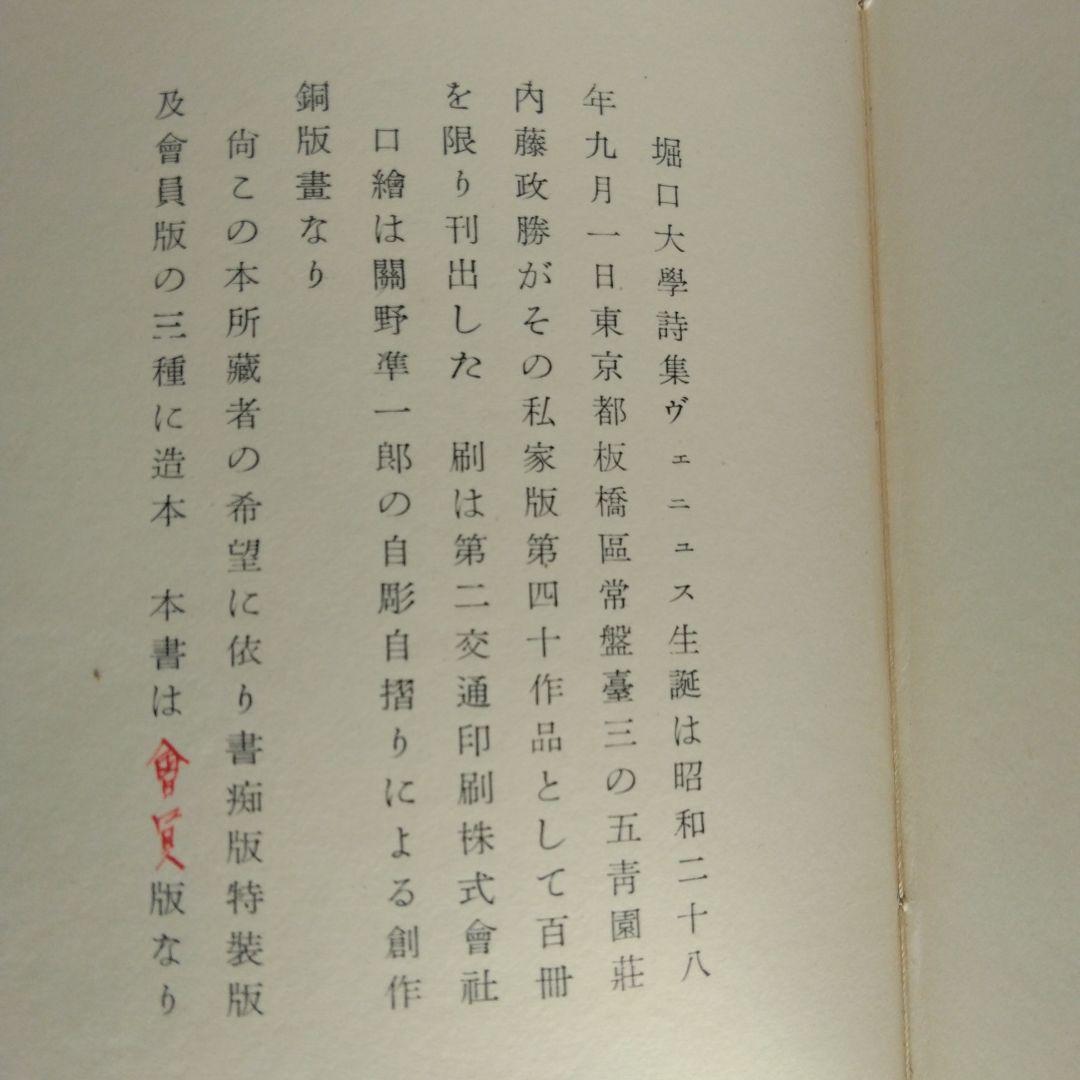 堀口大學詩集ヴェニュス生誕は昭和二十八
年九月一日東京都板橋區常盤臺三の五靑園莊
內藤政勝がその私家版第四十作品として百冊
を限り刊出した　刷は第二交通印刷株式會社
口繪は關野凖一郎の自彫自摺りによる創作
銅版畫なり
尙この本所藏者の希望に依り書痴版特装版
及會員版の三種に造本　本書は會員版なり